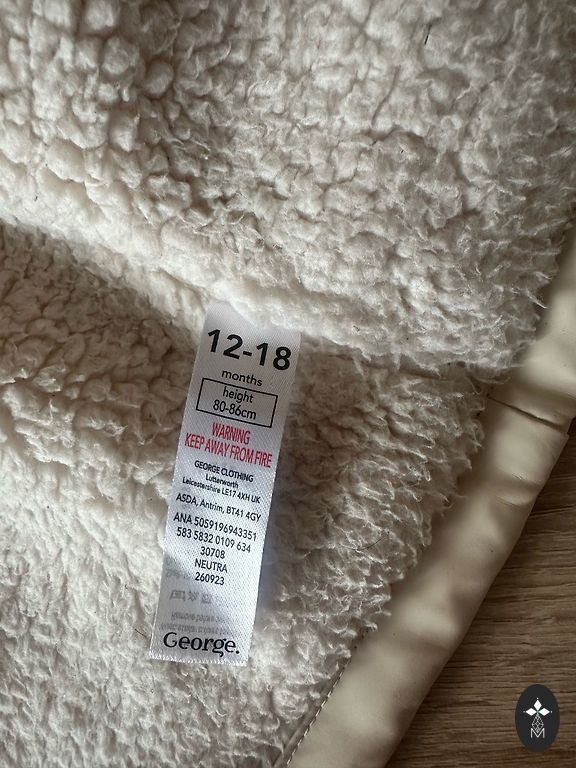 12-18
months
height
80-86cm
WARNING
KEEP AWAY FROM FIRE
GEORGE CLOTHING
Lutterworth
Leicestershire LE17 4XH UK
ASDA, Antrim, BT41 4GY
ANA 5059196943351
583 5832 0109 634
30708
NEUTRA
260923
George.